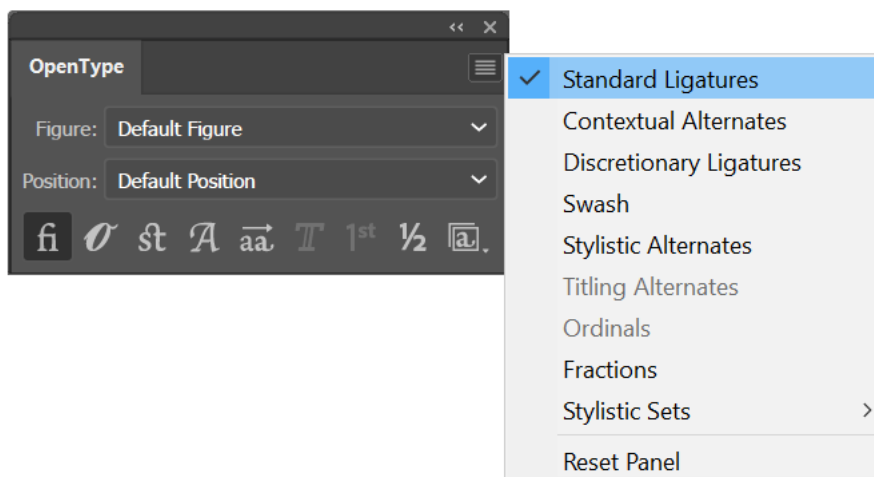 OpenType
Figure: Default Figure
Position: Default Position
fi O st A aa T 1st ½ a
Standard Ligatures
Contextual Alternates
Discretionary Ligatures
Swash
Stylistic Alternates
Titling Alternates
Ordinals
Fractions
Stylistic Sets
Reset Panel